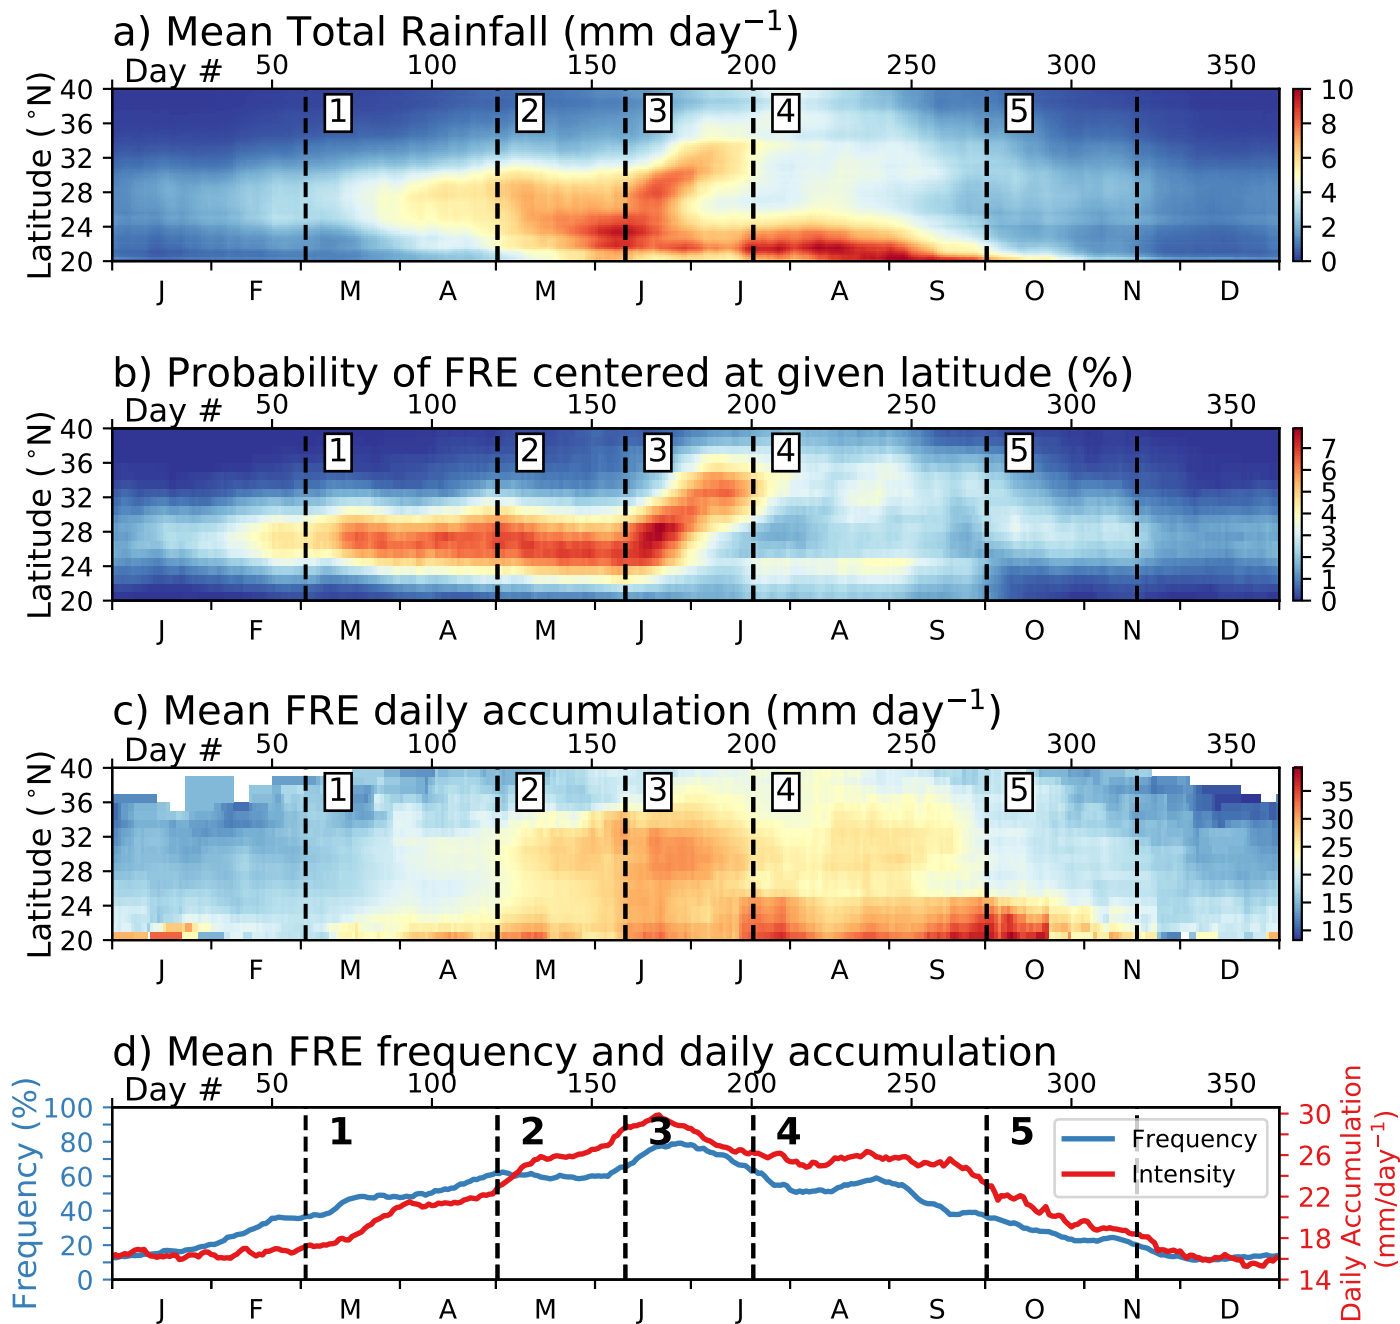 a) Mean Total Rainfall (mm day⁻¹)
Day # 50 100 150 200 250 300 350
Latitude (°N)
40 36 32 28 24 20
1 2 3 4 5
10 8 6 4 2 0
J F M A M J J A S O N D
b) Probability of FRE centered at given latitude (%)
Day # 50 100 150 200 250 300 350
Latitude (°N)
40 36 32 28 24 20
1 2 3 4 5
7 6 5 4 3 2 1 0
J F M A M J J A S O N D
c) Mean FRE daily accumulation (mm day⁻¹)
Day # 50 100 150 200 250 300 350
Latitude (°N)
40 36 32 28 24 20
1 2 3 4 5
35 30 25 20 15 10
J F M A M J J A S O N D
d) Mean FRE frequency and daily accumulation
Day # 50 100 150 200 250 300 350
Frequency (%)
100 80 60 40 20 0
1 2 3 4 5
Frequency
Intensity
30 26 22 18 14
Daily Accumulation
(mm/day⁻¹)
J F M A M J J A S O N D